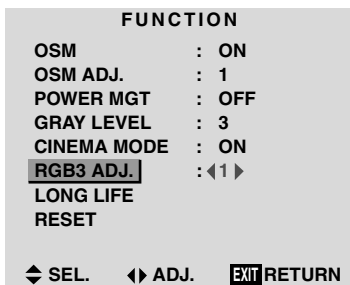 FUNCTION
OSM : ON
OSM ADJ. : 1
POWER MGT : OFF
GRAY LEVEL : 3
CINEMA MODE : ON
RGB3 ADJ. : 1
LONG LIFE
RESET
SEL. ADJ. EXIT RETURN